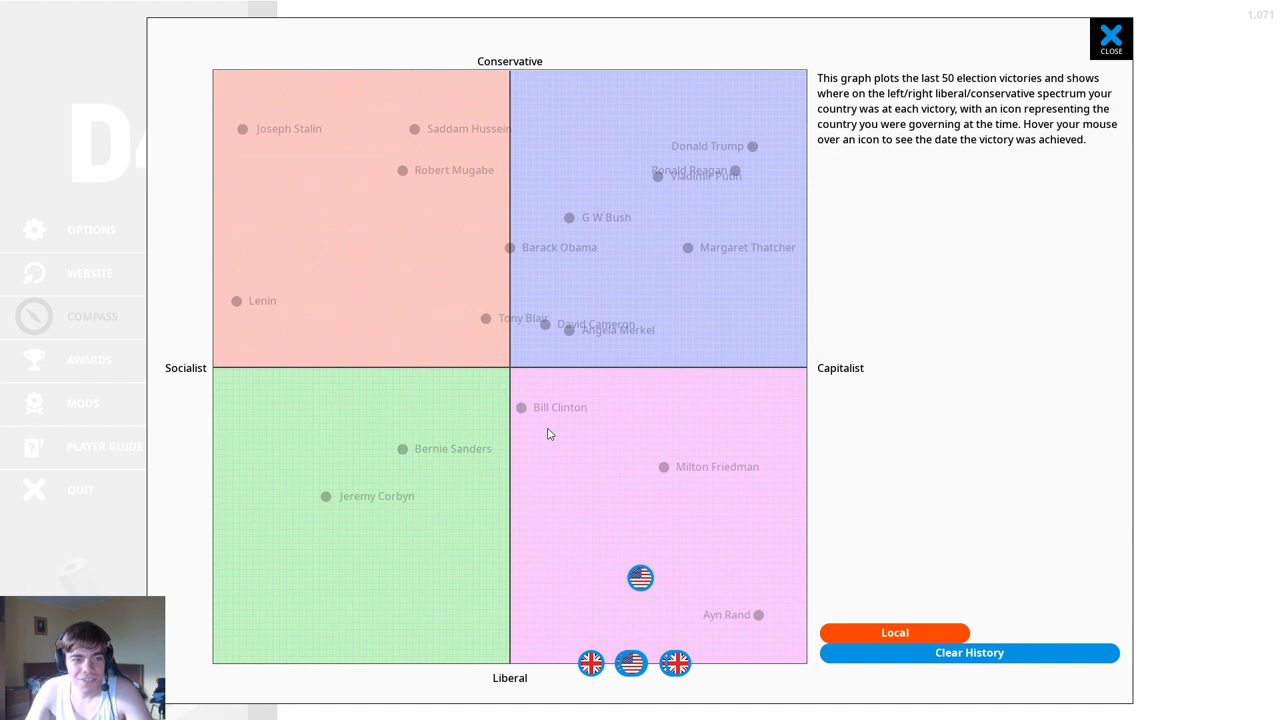 1.071
CLOSE
Conservative
This graph plots the last 50 election victories and shows
where on the left/right liberal/conservative spectrum your
country was at each victory, with an icon representing the
country you were governing at the time. Hover your mouse
over an icon to see the date the victory was achieved.
Joseph Stalin
Saddam Hussein
Donald Trump
Robert Mugabe
Ronald Reagan
Vladimir Putin
G W Bush
Barack Obama
Margaret Thatcher
Lenin
Tony Blair
David Cameron
Angela Merkel
Socialist
Capitalist
Bill Clinton
Bernie Sanders
Milton Friedman
Jeremy Corbyn
Ayn Rand
Liberal
OPTIONS
WEBSITE
COMPASS
AWARDS
MODS
PLAYER GUIDE
QUIT
Local
Clear History